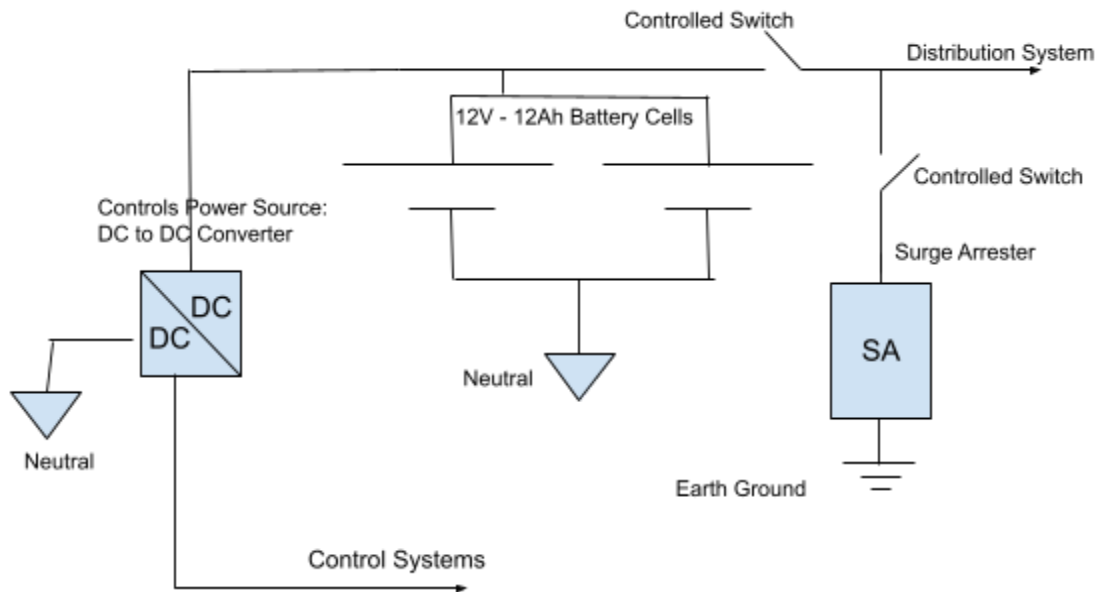 Controlled Switch
Distribution System
12V - 12Ah Battery Cells
Controlled Switch
Controls Power Source:
DC to DC Converter
Surge Arrester
DC
DC
SA
Neutral
Neutral
Earth Ground
Control Systems